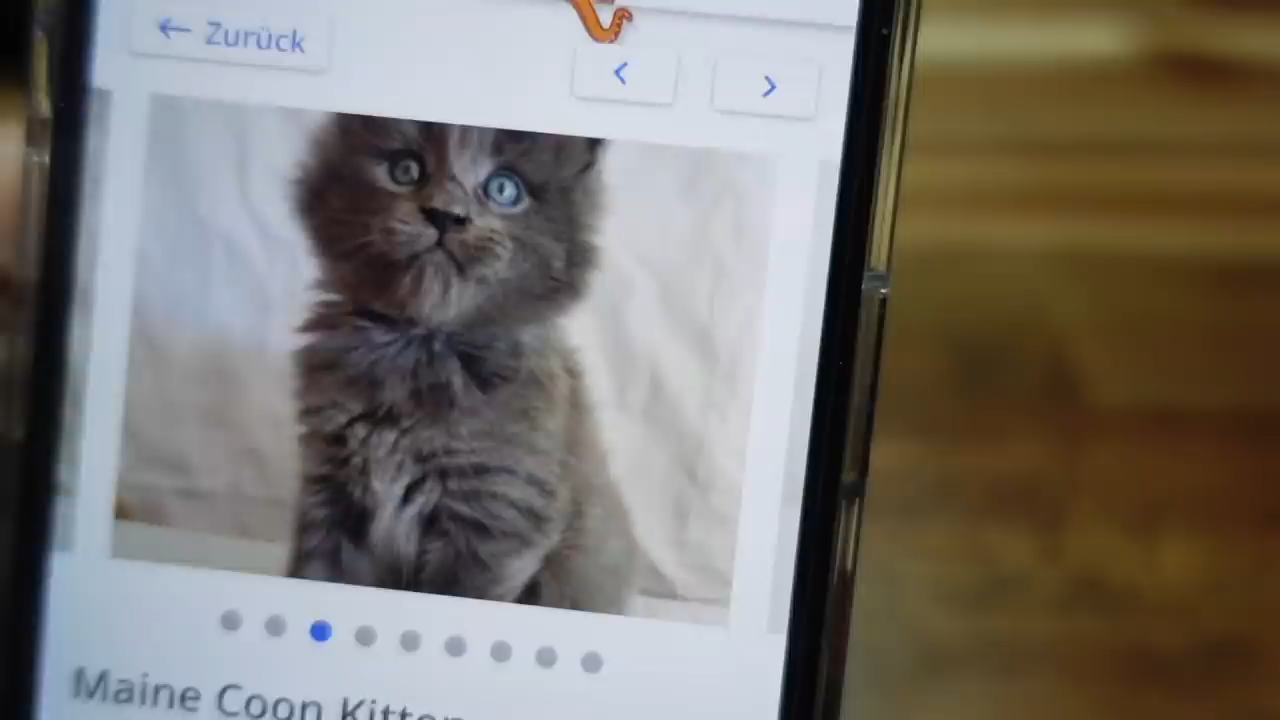 ← Zurück
< >
Maine Coon Kitten